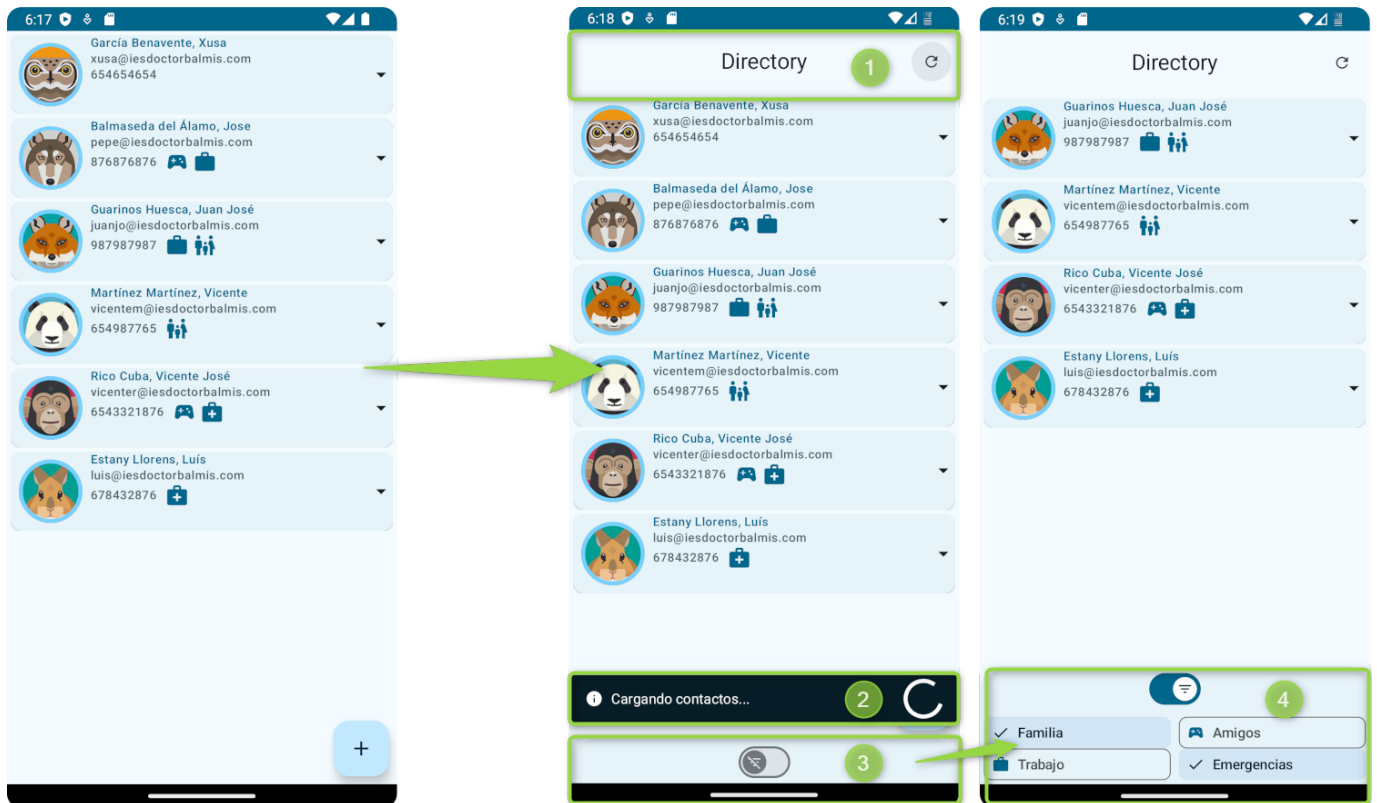 6:17
García Benavente, Xusa
xusa@iesdoctorbalmis.com
654654654
Balmaseda del Álamo, Jose
pepe@iesdoctorbalmis.com
876876876
Guarinos Huesca, Juan José
juanjo@iesdoctorbalmis.com
987987987
Martínez Martínez, Vicente
vicentem@iesdoctorbalmis.com
654987765
Rico Cuba, Vicente José
vicenter@iesdoctorbalmis.com
6543321876
Estany Llorens, Luís
luis@iesdoctorbalmis.com
678432876
+
6:18
Directory
1
García Benavente, Xusa
xusa@iesdoctorbalmis.com
654654654
Balmaseda del Álamo, Jose
pepe@iesdoctorbalmis.com
876876876
Guarinos Huesca, Juan José
juanjo@iesdoctorbalmis.com
987987987
Martínez Martínez, Vicente
vicentem@iesdoctorbalmis.com
654987765
Rico Cuba, Vicente José
vicenter@iesdoctorbalmis.com
6543321876
Estany Llorens, Luís
luis@iesdoctorbalmis.com
678432876
Cargando contactos... 2
3
6:19
Directory
Guarinos Huesca, Juan José
juanjo@iesdoctorbalmis.com
987987987
Martínez Martínez, Vicente
vicentem@iesdoctorbalmis.com
654987765
Rico Cuba, Vicente José
vicenter@iesdoctorbalmis.com
6543321876
Estany Llorens, Luís
luis@iesdoctorbalmis.com
678432876
4
Familia Amigos
Trabajo Emergencias